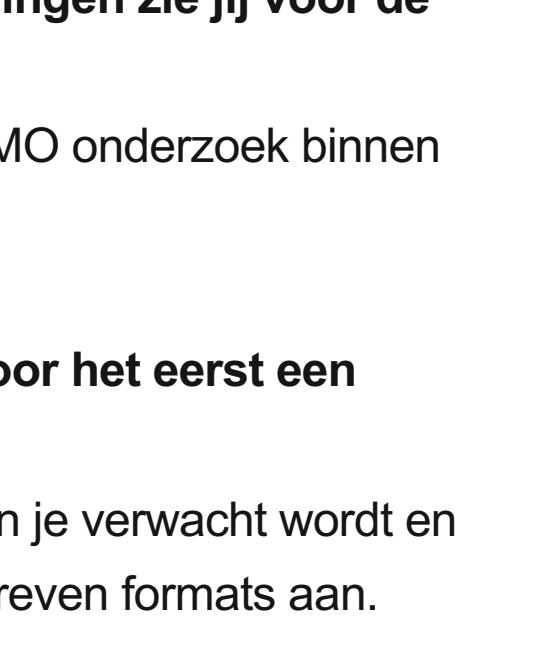 ingen zie jij voor de
MO onderzoek binnen
oor het eerst een
n je verwacht wordt en
reven formats aan.